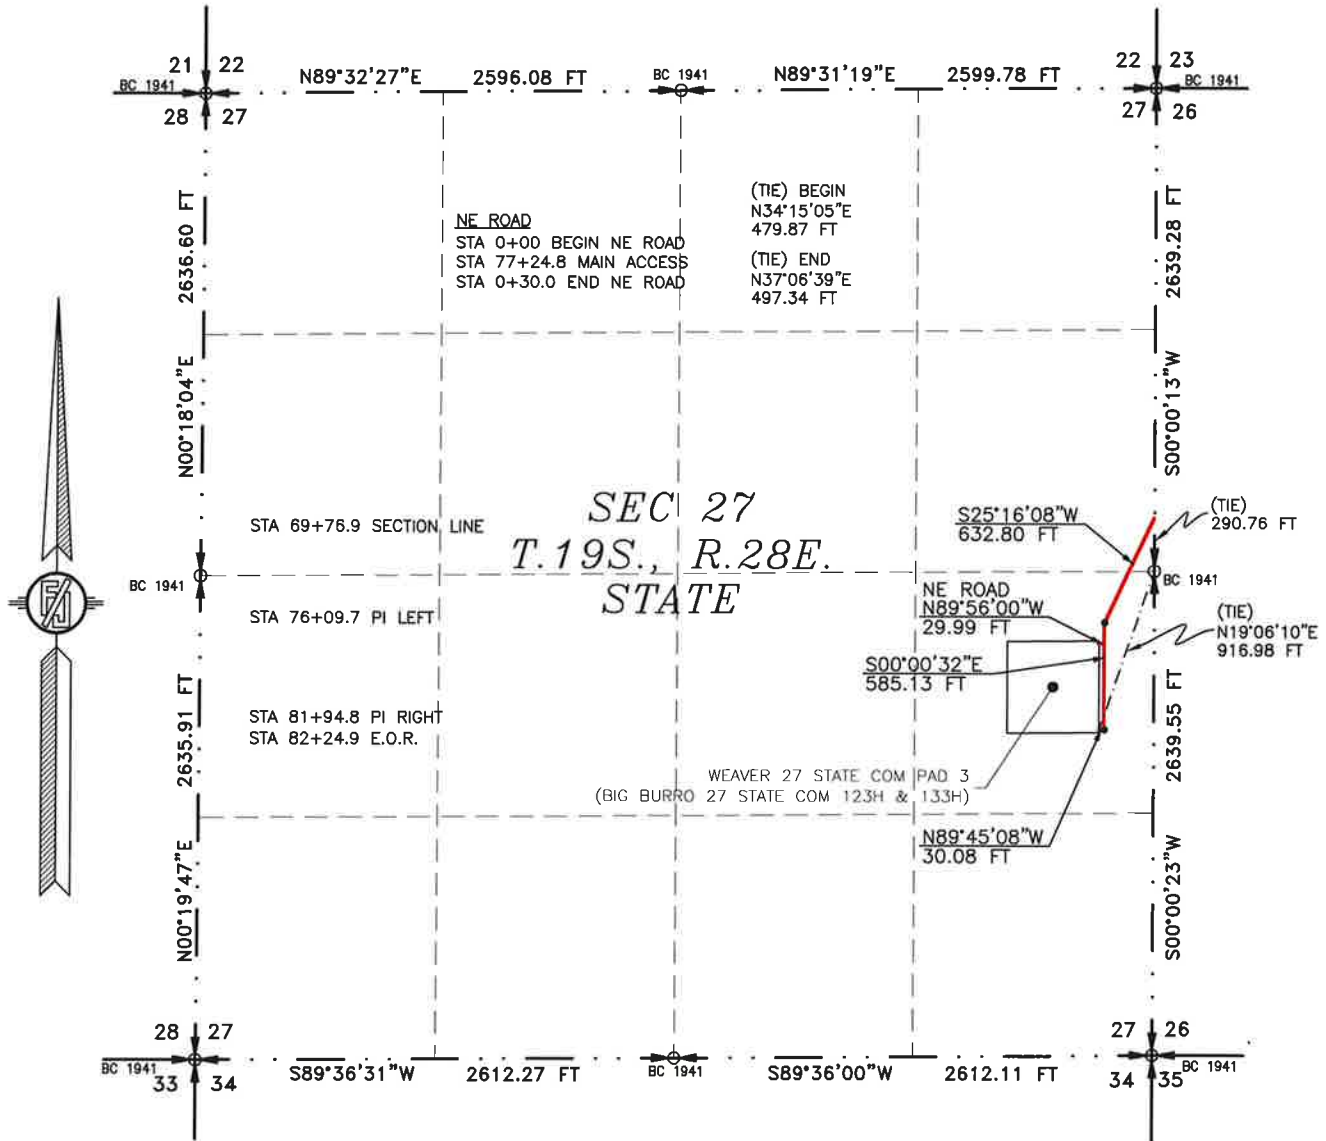 21 22
BC 1941
28 27
N89°32'27"E 2596.08 FT
BC 1941
N89°31'19"E 2599.78 FT
22 23
BC 1941
27 26
2636.60 FT
N00°18'04"E
NE ROAD
STA 0+00 BEGIN NE ROAD
STA 77+24.8 MAIN ACCESS
STA 0+30.0 END NE ROAD
(TIE) BEGIN
N34°15'05"E
479.87 FT
(TIE) END
N37°06'39"E
497.34 FT
2639.28 FT
S00°00'13"W
STA 69+76.9 SECTION LINE
SEC 27
T.19S., R.28E.
STATE
S25°16'08"W
632.80 FT
(TIE)
290.76 FT
BC 1941
BC 1941
STA 76+09.7 PI LEFT
NE ROAD
N89°56'00"W
29.99 FT
(TIE)
N19°06'10"E
916.98 FT
S00°00'32"E
585.13 FT
2635.91 FT
N00°19'47"E
STA 81+94.8 PI RIGHT
STA 82+24.9 E.O.R.
2639.55 FT
S00°00'23"W
WEAVER 27 STATE COM PAD 3
(BIG BURRO 27 STATE COM 123H & 133H)
N89°45'08"W
30.08 FT
28 27
BC 1941
33 34
S89°36'31"W 2612.27 FT
BC 1941
S89°36'00"W 2612.11 FT
27 26
BC 1941
34 35